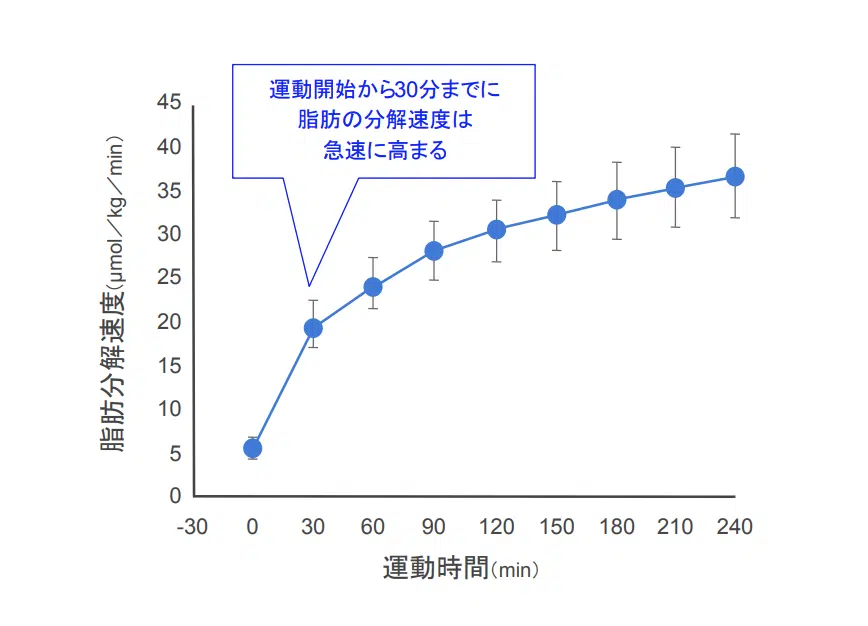 運動開始から30分までに
脂肪の分解速度は
急速に高まる
脂肪分解速度(μmol/kg/min)
45
40
35
30
25
20
15
10
5
0
-30 0 30 60 90 120 150 180 210 240
運動時間(min)